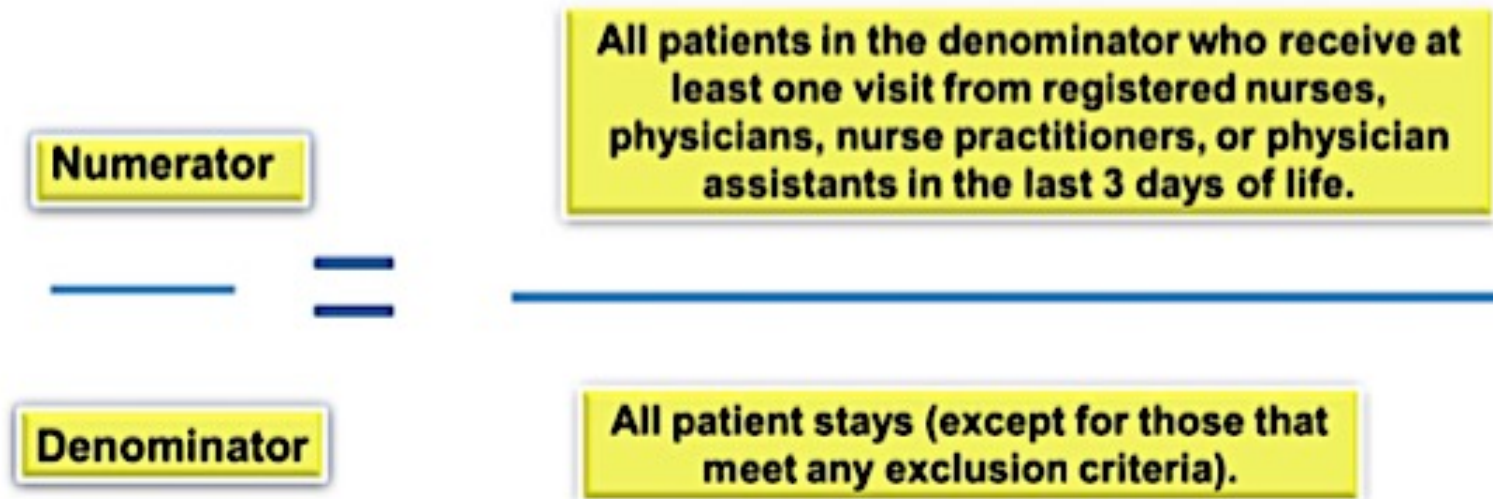 All patients in the denominator who receive at
least one visit from registered nurses,
physicians, nurse practitioners, or physician
assistants in the last 3 days of life.
Numerator
=
Denominator
All patient stays (except for those that
meet any exclusion criteria).